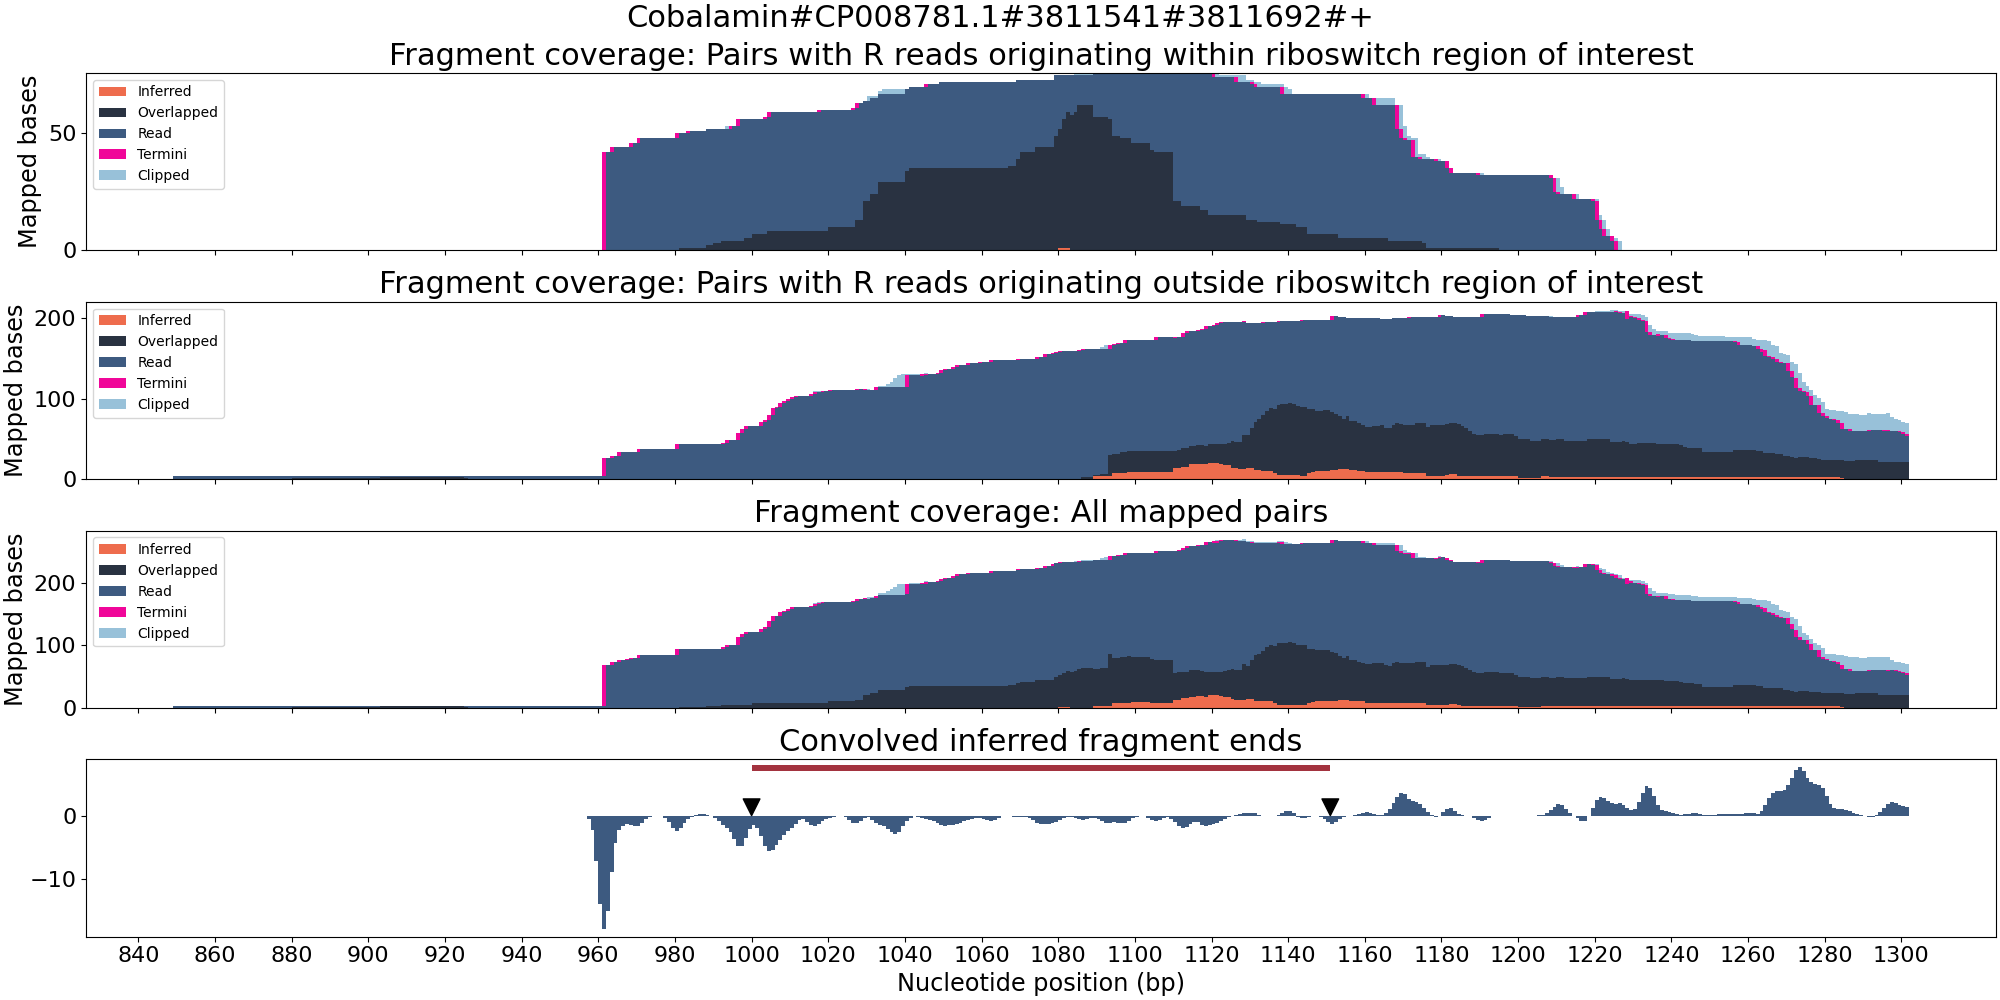 Cobalamin#CP008781.1#3811541#3811692#+
Fragment coverage: Pairs with R reads originating within riboswitch region of interest
Mapped bases
50
0
Inferred
Overlapped
Read
Termini
Clipped
Fragment coverage: Pairs with R reads originating outside riboswitch region of interest
Mapped bases
200
100
0
Inferred
Overlapped
Read
Termini
Clipped
Fragment coverage: All mapped pairs
Mapped bases
200
100
0
Inferred
Overlapped
Read
Termini
Clipped
Convolved inferred fragment ends
0
−10
840 860 880 900 920 940 960 980 1000 1020 1040 1060 1080 1100 1120 1140 1160 1180 1200 1220 1240 1260 1280 1300
Nucleotide position (bp)